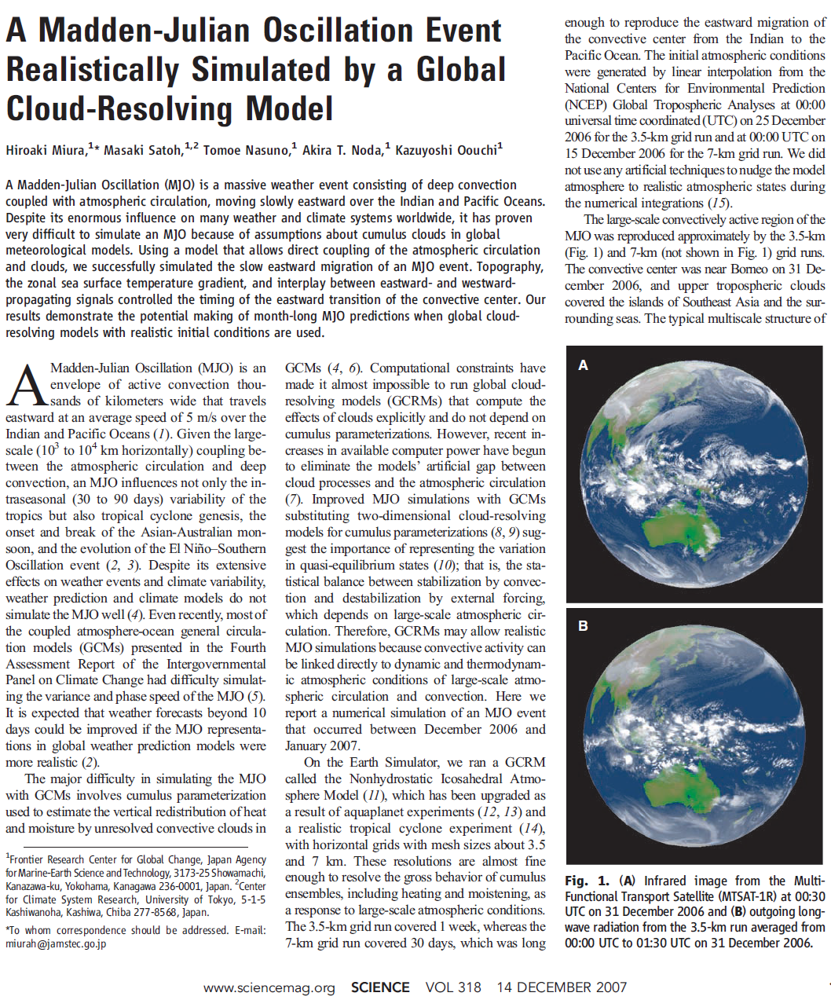 A Madden-Julian Oscillation Event
Realistically Simulated by a Global
Cloud-Resolving Model
Hiroaki Miura,1* Masaki Satoh,1,2 Tomoe Nasuno,1 Akira T. Noda,1 Kazuyoshi Oouchi1
A Madden-Julian Oscillation (MJO) is a massive weather event consisting of deep convection
coupled with atmospheric circulation, moving slowly eastward over the Indian and Pacific Oceans.
Despite its enormous influence on many weather and climate systems worldwide, it has proven
very difficult to simulate an MJO because of assumptions about cumulus clouds in global
meteorological models. Using a model that allows direct coupling of the atmospheric circulation
and clouds, we successfully simulated the slow eastward migration of an MJO event. Topography,
the zonal sea surface temperature gradient, and interplay between eastward- and westward-
propagating signals controlled the timing of the eastward transition of the convective center. Our
results demonstrate the potential making of month-long MJO predictions when global cloud-
resolving models with realistic initial conditions are used.
A Madden-Julian Oscillation (MJO) is an
envelope of active convection thou-
sands of kilometers wide that travels
eastward at an average speed of 5 m/s over the
Indian and Pacific Oceans (1). Given the large-
scale (10³ to 10⁴ km horizontally) coupling be-
tween the atmospheric circulation and deep
convection, an MJO influences not only the in-
traseasonal (30 to 90 days) variability of the
tropics but also tropical cyclone genesis, the
onset and break of the Asian-Australian mon-
soon, and the evolution of the El Niño–Southern
Oscillation event (2, 3). Despite its extensive
effects on weather events and climate variability,
weather prediction and climate models do not
simulate the MJO well (4). Even recently, most of
the coupled atmosphere-ocean general circula-
tion models (GCMs) presented in the Fourth
Assessment Report of the Intergovernmental
Panel on Climate Change had difficulty simulat-
ing the variance and phase speed of the MJO (5).
It is expected that weather forecasts beyond 10
days could be improved if the MJO representa-
tions in global weather prediction models were
more realistic (2).
The major difficulty in simulating the MJO
with GCMs involves cumulus parameterization
used to estimate the vertical redistribution of heat
and moisture by unresolved convective clouds in
1Frontier Research Center for Global Change, Japan Agency
for Marine-Earth Science and Technology, 3173-25 Showamachi,
Kanazawa-ku, Yokohama, Kanagawa 236-0001, Japan. 2Center
for Climate System Research, University of Tokyo, 5-1-5
Kashiwanoha, Kashiwa, Chiba 277-8568, Japan.
*To whom correspondence should be addressed. E-mail:
miurah@jamstec.go.jp
GCMs (4, 6). Computational constraints have
made it almost impossible to run global cloud-
resolving models (GCRMs) that compute the
effects of clouds explicitly and do not depend on
cumulus parameterizations. However, recent in-
creases in available computer power have begun
to eliminate the models' artificial gap between
cloud processes and the atmospheric circulation
(7). Improved MJO simulations with GCMs
substituting two-dimensional cloud-resolving
models for cumulus parameterizations (8, 9) sug-
gest the importance of representing the variation
in quasi-equilibrium states (10); that is, the sta-
tistical balance between stabilization by convec-
tion and destabilization by external forcing,
which depends on large-scale atmospheric cir-
culation. Therefore, GCRMs may allow realistic
MJO simulations because convective activity can
be linked directly to dynamic and thermodynam-
ic atmospheric conditions of large-scale atmo-
spheric circulation and convection. Here we
report a numerical simulation of an MJO event
that occurred between December 2006 and
January 2007.
On the Earth Simulator, we ran a GCRM
called the Nonhydrostatic Icosahedral Atmo-
sphere Model (11), which has been upgraded as
a result of aquaplanet experiments (12, 13) and
a realistic tropical cyclone experiment (14),
with horizontal grids with mesh sizes about 3.5
and 7 km. These resolutions are almost fine
enough to resolve the gross behavior of cumulus
ensembles, including heating and moistening, as
a response to large-scale atmospheric conditions.
The 3.5-km grid run covered 1 week, whereas the
7-km grid run covered 30 days, which was long
enough to reproduce the eastward migration of
the convective center from the Indian to the
Pacific Ocean. The initial atmospheric conditions
were generated by linear interpolation from the
National Centers for Environmental Prediction
(NCEP) Global Tropospheric Analyses at 00:00
universal time coordinated (UTC) on 25 December
2006 for the 3.5-km grid run and at 00:00 UTC on
15 December 2006 for the 7-km grid run. We did
not use any artificial techniques to nudge the model
atmosphere to realistic atmospheric states during
the numerical integrations (15).
The large-scale convectively active region of the
MJO was reproduced approximately by the 3.5-km
(Fig. 1) and 7-km (not shown in Fig. 1) grid runs.
The convective center was near Borneo on 31 De-
cember 2006, and upper tropospheric clouds
covered the islands of Southeast Asia and the sur-
rounding seas. The typical multiscale structure of
A
B
Fig. 1. (A) Infrared image from the Multi-
Functional Transport Satellite (MTSAT-1R) at 00:30
UTC on 31 December 2006 and (B) outgoing long-
wave radiation from the 3.5-km run averaged from
00:00 UTC to 01:30 UTC on 31 December 2006.
www.sciencemag.org SCIENCE VOL 318 14 DECEMBER 2007